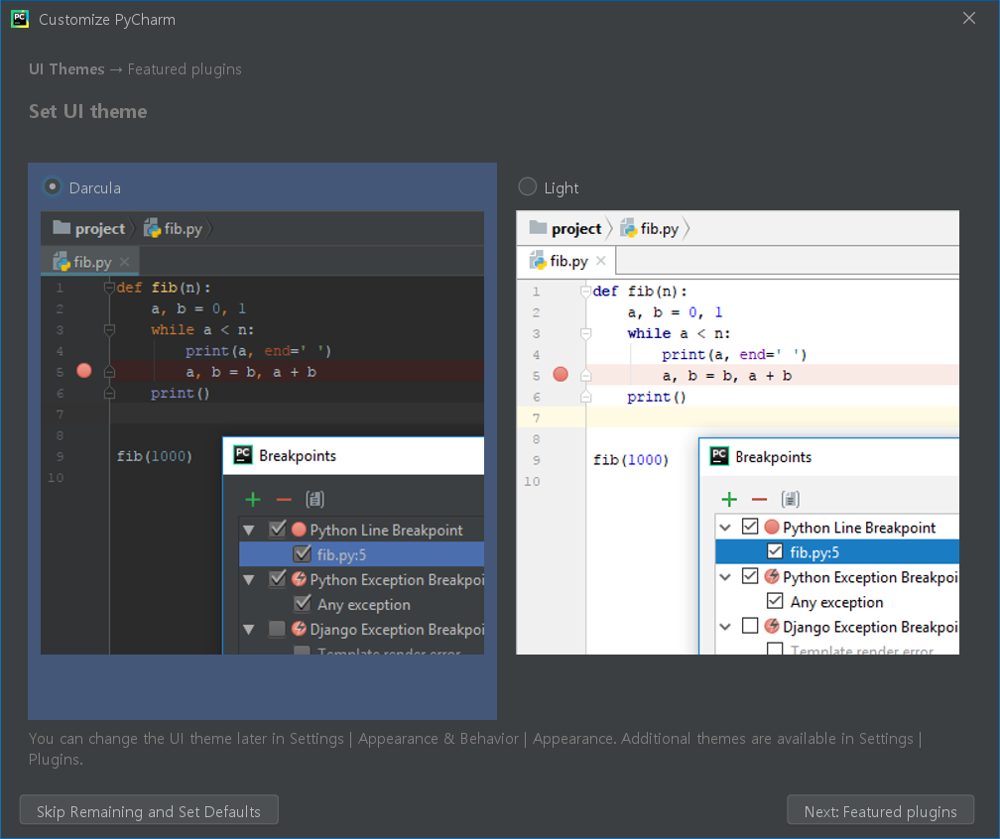 Customize PyCharm
UI Themes → Featured plugins
Set UI theme
Darcula
project
fib.py
fib.py
1 def fib(n):
2 a, b = 0, 1
3 while a < n:
4 print(a, end=' ')
5 a, b = b, a + b
6 print()
7
8
9 fib(1000)
10
PC Breakpoints
Python Line Breakpoint
fib.py:5
Python Exception Breakpoi
Any exception
Django Exception Breakpoi
Template render error
Light
project
fib.py
fib.py
1 def fib(n):
2 a, b = 0, 1
3 while a < n:
4 print(a, end=' ')
5 a, b = b, a + b
6 print()
7
8
9 fib(1000)
10
PC Breakpoints
Python Line Breakpoint
fib.py:5
Python Exception Breakpoi
Any exception
Django Exception Breakpoi
Template render error
You can change the UI theme later in Settings | Appearance & Behavior | Appearance. Additional themes are available in Settings |
Plugins.
Skip Remaining and Set Defaults
Next: Featured plugins